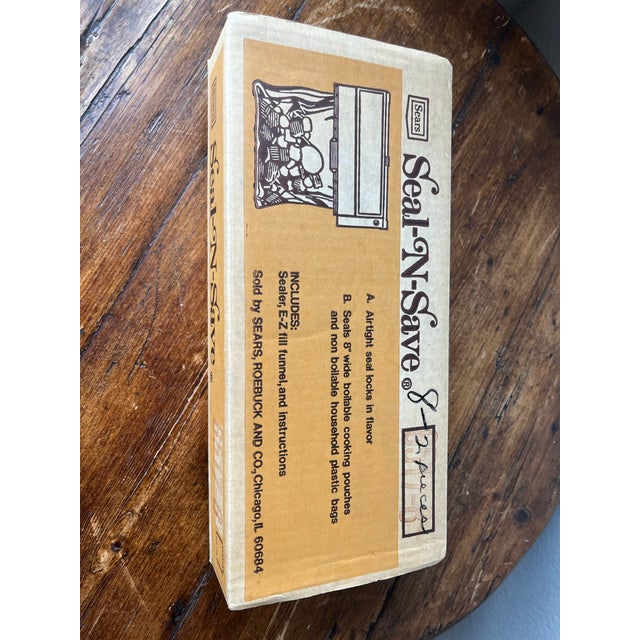 Sears
Seal-N-Save®
8- 2 pieces
A. Airtight seal locks in flavor
B. Seals 8" wide boilable cooking pouches
and non boilable household plastic bags
INCLUDES:
Sealer, E-Z fill funnel, and instructions
Sold by SEARS, ROEBUCK AND CO., Chicago, IL 60684
Sears
Seal-N-Save®